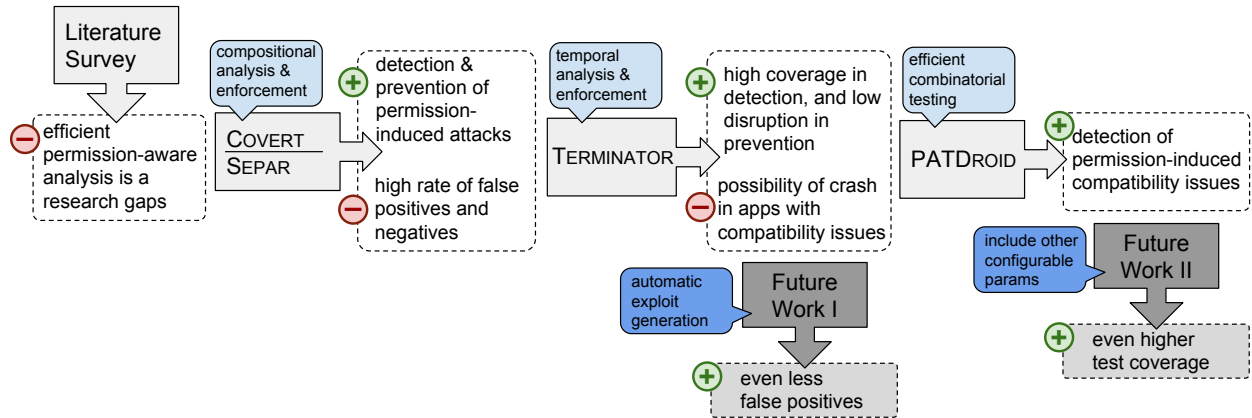 Literature
Survey
efficient
permission-aware
analysis is a
research gaps
compositional
analysis &
enforcement
COVERT
SEPAR
detection &
prevention of
permission-
induced attacks
high rate of false
positives and
negatives
temporal
analysis &
enforcement
TERMINATOR
high coverage in
detection, and low
disruption in
prevention
possibility of crash
in apps with
compatibility issues
efficient
combinatorial
testing
PATDROID
detection of
permission-induced
compatibility issues
automatic
exploit
generation
Future
Work I
even less
false positives
include other
configurable
params
Future
Work II
even higher
test coverage